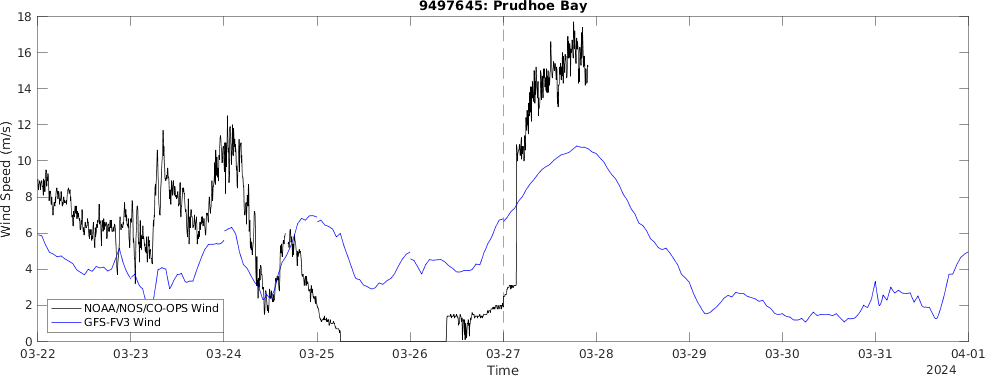 9497645: Prudhoe Bay
18
16
14
12
10
8
6
4
2
0
Wind Speed (m/s)
NOAA/NOS/CO-OPS Wind
GFS-FV3 Wind
03-22 03-23 03-24 03-25 03-26 03-27 03-28 03-29 03-30 03-31 04-01
Time
2024